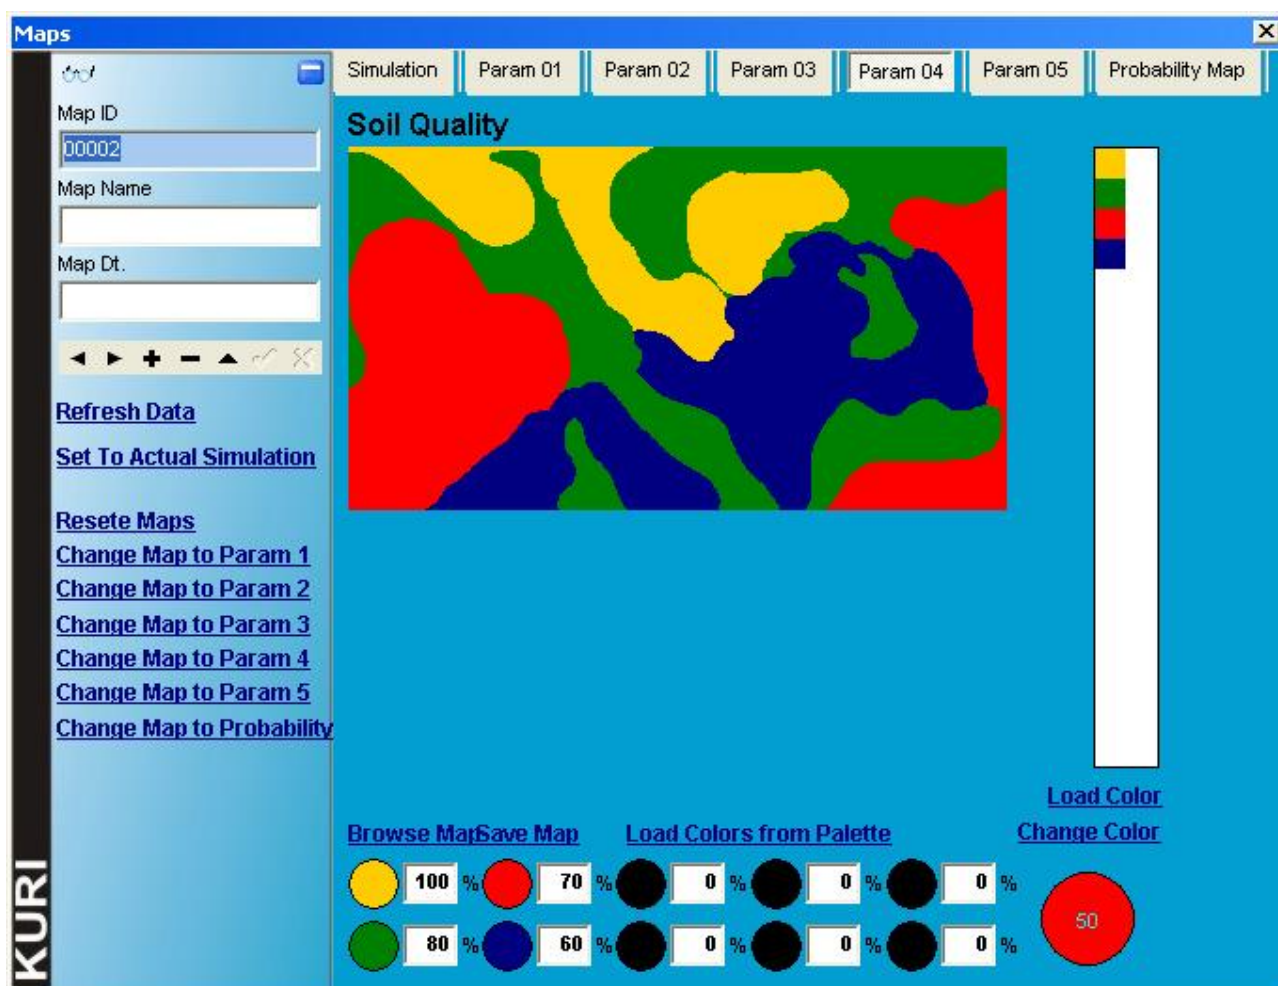 Maps
Simulation Param 01 Param 02 Param 03 Param 04 Param 05 Probability Map
Map ID
00002
Map Name
Map Dt.
Refresh Data
Set To Actual Simulation
Resete Maps
Change Map to Param 1
Change Map to Param 2
Change Map to Param 3
Change Map to Param 4
Change Map to Param 5
Change Map to Probability
KURI
Soil Quality
Load Color
Browse Map Save Map Load Colors from Palette Change Color
100 % 70 % 0 % 0 % 0 %
50
80 % 60 % 0 % 0 % 0 %